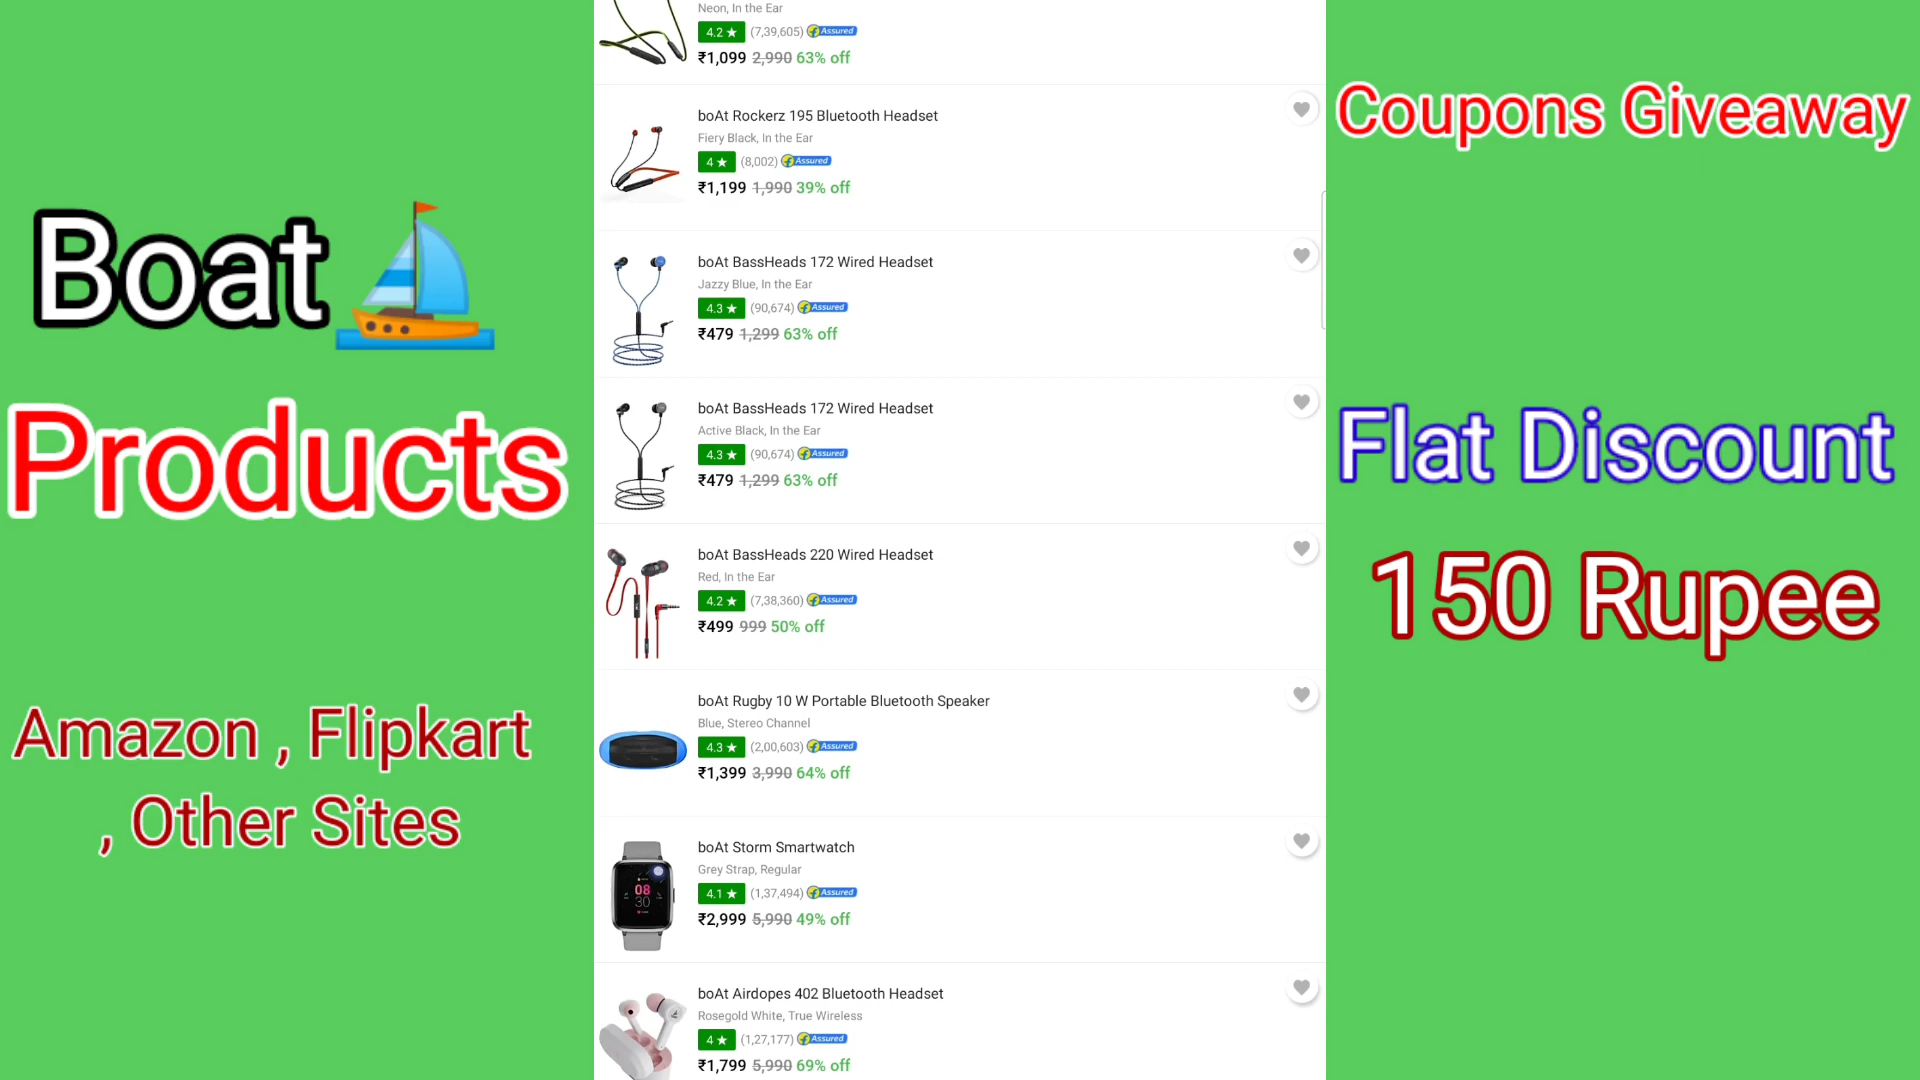 Boat
Products
Amazon , Flipkart
, Other Sites
Neon, In the Ear
4.2 ★ (7,39,605) f Assured
₹1,099 2,990 63% off
boAt Rockerz 195 Bluetooth Headset
Fiery Black, In the Ear
4 ★ (8,002) f Assured
₹1,199 1,990 39% off
boAt BassHeads 172 Wired Headset
Jazzy Blue, In the Ear
4.3 ★ (90,674) f Assured
₹479 1,299 63% off
boAt BassHeads 172 Wired Headset
Active Black, In the Ear
4.3 ★ (90,674) f Assured
₹479 1,299 63% off
boAt BassHeads 220 Wired Headset
Red, In the Ear
4.2 ★ (7,38,360) f Assured
₹499 999 50% off
boAt Rugby 10 W Portable Bluetooth Speaker
Blue, Stereo Channel
4.3 ★ (2,00,603) f Assured
₹1,399 3,990 64% off
boAt Storm Smartwatch
Grey Strap, Regular
4.1 ★ (1,37,494) f Assured
₹2,999 5,990 49% off
08
30
boAt Airdopes 402 Bluetooth Headset
Rosegold White, True Wireless
4 ★ (1,27,177) f Assured
₹1,799 5,990 69% off
Coupons Giveaway
Flat Discount
150 Rupee